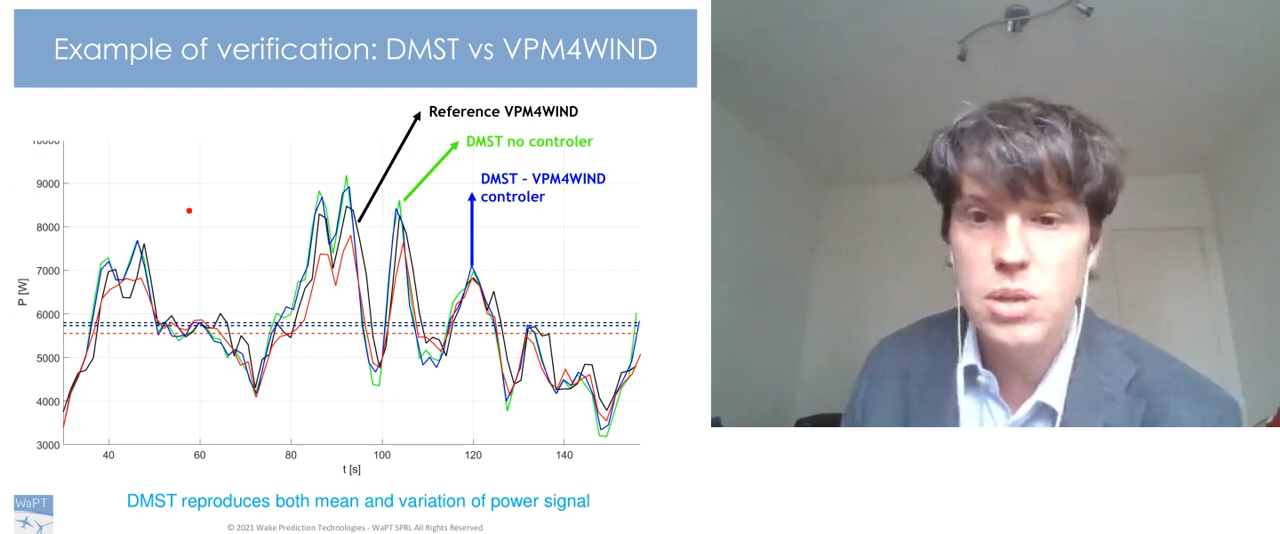 Example of verification: DMST vs VPM4WIND
Reference VPM4WIND
DMST no controler
DMST - VPM4WIND
controler
10000
9000
8000
7000
6000
5000
4000
3000
P [W]
40
60
80
100
120
140
t [s]
DMST reproduces both mean and variation of power signal
WaPT
© 2021 Wake Prediction Technologies - WaPT SPRL All Rights Reserved